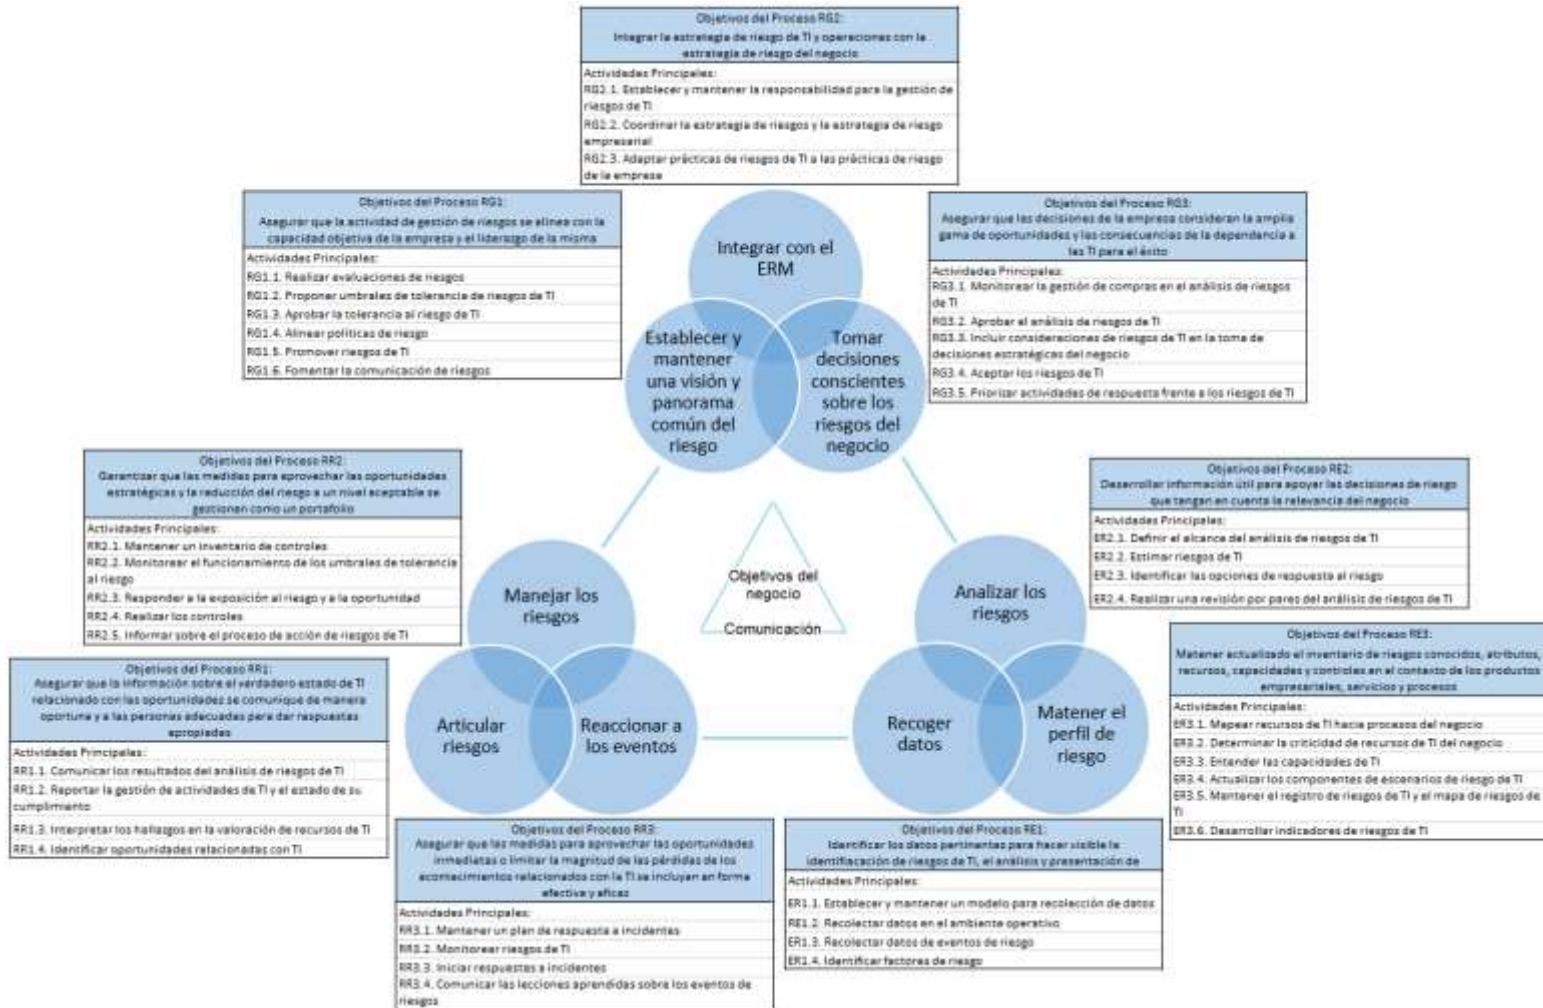 Objetivos del Proceso RG2:
Integrar la estrategia de riesgo de TI y operaciones con la
estrategia de riesgo del negocio
Actividades Principales:
RG2.1. Establecer y mantener la responsabilidad para la gestión de
riesgos de TI
RG2.2. Coordinar la estrategia de riesgos y la estrategia de riesgo
empresarial
RG2.3. Adaptar prácticas de riesgos de TI a las prácticas de riesgo
de la empresa
Objetivos del Proceso RG1:
Asegurar que la actividad de gestión de riesgos se alinea con la
capacidad objetiva de la empresa y el liderazgo de la misma
Actividades Principales:
RG1.1. Realizar evaluaciones de riesgos
RG1.2. Proponer umbrales de tolerancia de riesgos de TI
RG1.3. Aprobar la tolerancia al riesgo de TI
RG1.4. Alinear políticas de riesgo
RG1.5. Promover riesgos de TI
RG1.6. Fomentar la comunicación de riesgos
Objetivos del Proceso RG3:
Asegurar que las decisiones de la empresa consideran la amplia
gama de oportunidades y las consecuencias de la dependencia a
las TI para el éxito
Actividades Principales:
RG3.1. Monitorear la gestión de compras en el análisis de riesgos
de TI
RG3.2. Aprobar el análisis de riesgos de TI
RG3.3. Incluir consideraciones de riesgos de TI en la toma de
decisiones estratégicas del negocio
RG3.4. Aceptar los riesgos de TI
RG3.5. Priorizar actividades de respuesta frente a los riesgos de TI
Integrar con el
ERM
Establecer y
mantener
una visión y
panorama
común del
riesgo
Tomar
decisiones
conscientes
sobre los
riesgos del
negocio
Objetivos del Proceso RR2:
Garantizar que las medidas para aprovechar las oportunidades
estratégicas y la reducción del riesgo a un nivel aceptable se
gestionen como un portafolio
Actividades Principales:
RR2.1. Mantener un inventario de controles
RR2.2. Monitorear el funcionamiento de los umbrales de tolerancia
al riesgo
RR2.3. Responder a la exposición al riesgo y a la oportunidad
RR2.4. Realizar los controles
RR2.5. Informar sobre el proceso de acción de riesgos de TI
Objetivos del Proceso RE2:
Desarrollar información útil para apoyar las decisiones de riesgo
que tengan en cuenta la relevancia del negocio
Actividades Principales:
ER2.1. Definir el alcance del análisis de riesgos de TI
ER2.2. Estimar riesgos de TI
ER2.3. Identificar las opciones de respuesta al riesgo
ER2.4. Realizar una revisión por pares del análisis de riesgos de TI
Manejar los
riesgos
Objetivos del
negocio
Comunicación
Analizar los
riesgos
Objetivos del Proceso RR1:
Asegurar que la información sobre el verdadero estado de TI
relacionado con las oportunidades se comunique de manera
oportuna y a las personas adecuadas para dar respuestas
apropiadas
Actividades Principales:
RR1.1. Comunicar los resultados del análisis de riesgos de TI
RR1.2. Reportar la gestión de actividades de TI y el estado de su
cumplimiento
RR1.3. Interpretar los hallazgos en la valoración de recursos de TI
RR1.4. Identificar oportunidades relacionadas con TI
Articular
riesgos
Reaccionar a
los eventos
Recoger
datos
Matener el
perfil de
riesgo
Objetivos del Proceso RE3:
Matener actualizado el inventario de riesgos conocidos, atributos,
recursos, capacidades y controles en el contexto de los productos
empresariales, servicios y procesos
Actividades Principales:
ER3.1. Mapear recursos de TI hacia procesos del negocio
ER3.2. Determinar la criticidad de recursos de TI del negocio
ER3.3. Entender las capacidades de TI
ER3.4. Actualizar los componentes de escenarios de riesgo de TI
ER3.5. Mantener el registro de riesgos de TI y el mapa de riesgos de
TI
ER3.6. Desarrollar indicadores de riesgos de TI
Objetivos del Proceso RR3:
Asegurar que las medidas para aprovechar las oportunidades
inmediatas o limitar la magnitud de las pérdidas de los
acontecimientos relacionados con la TI se incluyan en forma
efectiva y eficaz
Actividades Principales:
RR3.1. Mantener un plan de respuesta a incidentes
RR3.2. Monitorear riesgos de TI
RR3.3. Iniciar respuestas a incidentes
RR3.4. Comunicar las lecciones aprendidas sobre los eventos de
riesgos
Objetivos del Proceso RE1:
Identificar los datos pertinentes para hacer visible la
identifiacación de riesgos de TI, el análisis y presentación de
Actividades Principales:
ER1.1. Establecer y mantener un modelo para recolección de datos
RE1.2. Recolectar datos en el ambiente operativo
ER1.3. Recolectar datos de eventos de riesgo
ER1.4. Identificar factores de riesgo